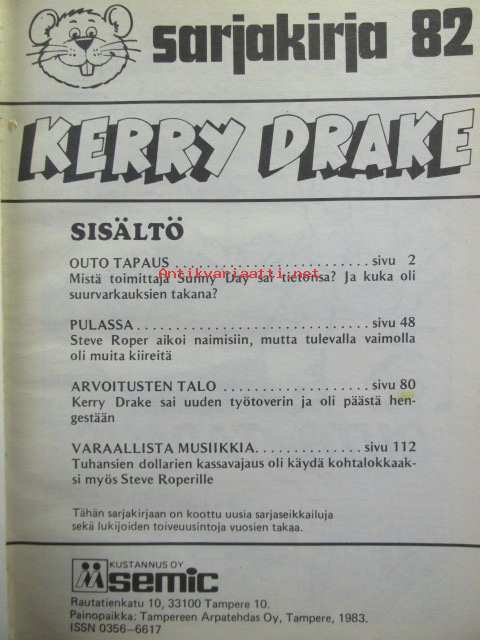 sarjakirja 82
KERRY DRAKE
SISÄLTÖ
OUTO TAPAUS ........................ sivu 2
Antikvariaatti.net
Mistä toimittaja Sunny Day sai tietonsa? Ja kuka oli
suurvarkauksien takana?
PULASSA ............................ sivu 48
Steve Roper aikoi naimisiin, mutta tulevalla vaimolla
oli muita kiireitä
ARVOITUSTEN TALO .................. sivu 80
Kerry Drake sai uuden työtoverin ja oli päästä hen-
gestään
VARAALLISTA MUSIIKKIA. ............. sivu 112
Tuhansien dollarien kassavajaus oli käydä kohtalokkaak-
si myös Steve Roperille
Tähän sarjakirjaan on koottu uusia sarjaseikkailuja
sekä lukijoiden toiveuusintoja vuosien takaa.
KUSTANNUS OY
semic
Rautatienkatu 10, 33100 Tampere 10.
Painopaikka: Tampereen Arpatehdas Oy, Tampere, 1983.
ISSN 0356-6617